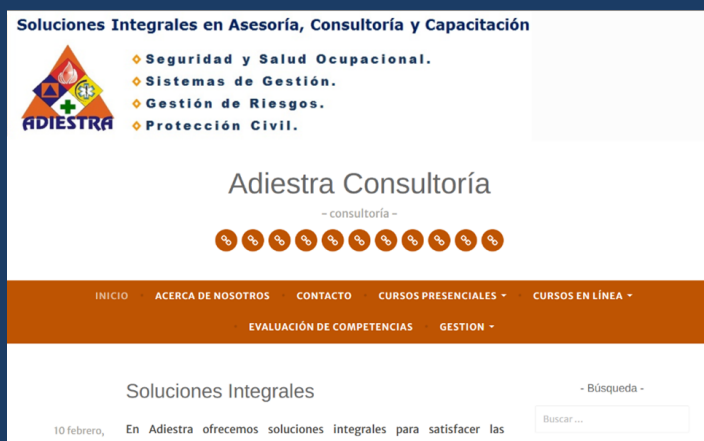 Soluciones Integrales en Asesoría, Consultoría y Capacitación
Seguridad y Salud Ocupacional.
Sistemas de Gestión.
Gestión de Riesgos.
Protección Civil.
ADIESTRA
Adiestra Consultoría
– consultoría –
INICIO
ACERCA DE NOSOTROS
CONTACTO
CURSOS PRESENCIALES
CURSOS EN LÍNEA
EVALUACIÓN DE COMPETENCIAS
GESTION
Soluciones Integrales
- Búsqueda -
Buscar …
10 febrero,
En Adiestra ofrecemos soluciones integrales para satisfacer las